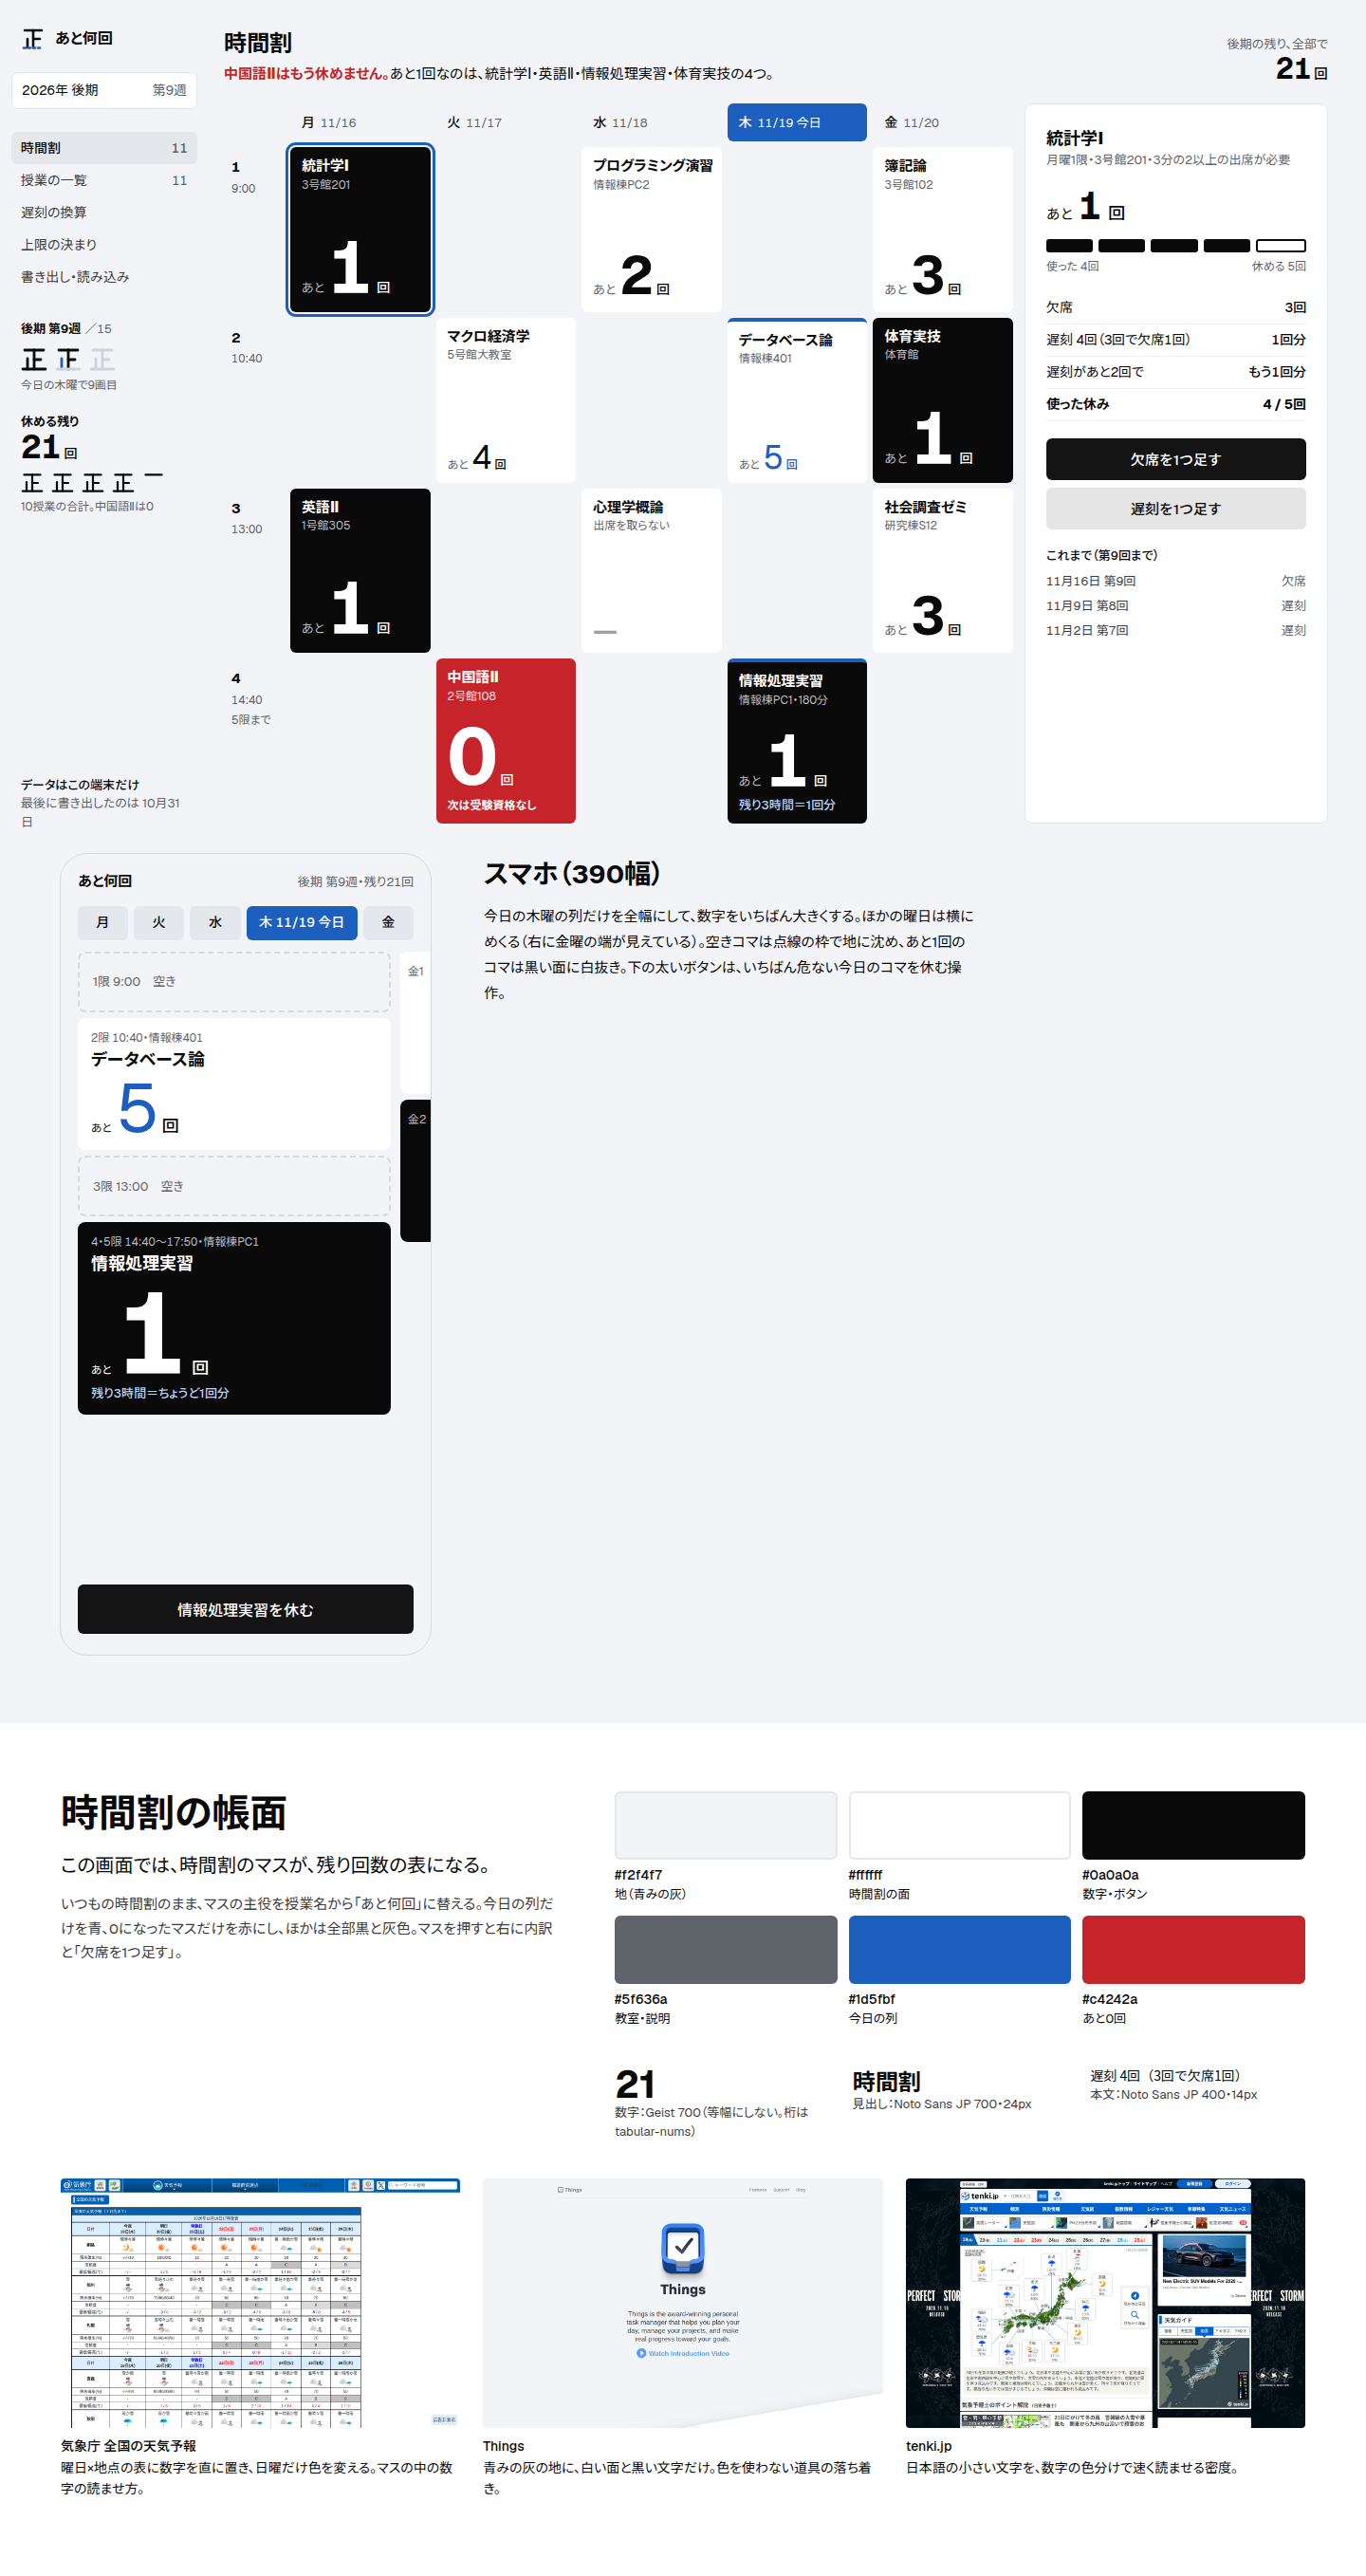 正 あと何回
2026年 後期 第9週
時間割 11
授業の一覧 11
遅刻の換算
上限の決まり
書き出し・読み込み
後期 第9週 ／15
正 正 正
今日の木曜で9画目
休める残り
21 回
正 正 正 正 一
10授業の合計。中国語Ⅱは0
データはこの端末だけ
最後に書き出したのは 10月31
日
時間割
中国語Ⅱはもう休めません。あと1回なのは、統計学Ⅰ・英語Ⅱ・情報処理実習・体育実技の4つ。
後期の残り、全部で
21 回
月 11/16
火 11/17
水 11/18
木 11/19 今日
金 11/20
1
9:00
統計学Ⅰ
3号館201
あと 1 回
プログラミング演習
情報棟PC2
あと 2 回
簿記論
3号館102
あと 3 回
2
10:40
マクロ経済学
5号館大教室
あと 4 回
データベース論
情報棟401
あと 5 回
体育実技
体育館
あと 1 回
3
13:00
英語Ⅱ
1号館305
あと 1 回
心理学概論
出席を取らない
—
社会調査ゼミ
研究棟S12
あと 3 回
4
14:40
5限まで
中国語Ⅱ
2号館108
0 回
次は受験資格なし
情報処理実習
情報棟PC1・180分
あと 1 回
残り3時間＝1回分
統計学Ⅰ
月曜1限・3号館201・3分の2以上の出席が必要
あと 1 回
使った 4回 休める 5回
欠席 3回
遅刻 4回（3回で欠席1回） 1回分
遅刻があと2回で もう1回分
使った休み 4 / 5回
欠席を1つ足す
遅刻を1つ足す
これまで（第9回まで）
11月16日 第9回 欠席
11月9日 第8回 遅刻
11月2日 第7回 遅刻
あと何回 後期 第9週・残り21回
月 火 水 木 11/19 今日 金
1限 9:00 空き
金1
2限 10:40・情報棟401
データベース論
あと 5 回
金2
3限 13:00 空き
4・5限 14:40〜17:50・情報棟PC1
情報処理実習
あと 1 回
残り3時間＝ちょうど1回分
情報処理実習を休む
スマホ（390幅）
今日の木曜の列だけを全幅にして、数字をいちばん大きくする。ほかの曜日は横に
めくる（右に金曜の端が見えている）。空きコマは点線の枠で地に沈め、あと1回の
コマは黒い面に白抜き。下の太いボタンは、いちばん危ない今日のコマを休む操
作。
時間割の帳面
この画面では、時間割のマスが、残り回数の表になる。
いつもの時間割のまま、マスの主役を授業名から「あと何回」に替える。今日の列だ
けを青、0になったマスだけを赤にし、ほかは全部黒と灰色。マスを押すと右に内訳
と「欠席を1つ足す」。
#f2f4f7
地（青みの灰）
#ffffff
時間割の面
#0a0a0a
数字・ボタン
#5f636a
教室・説明
#1d5fbf
今日の列
#c4242a
あと0回
21
数字：Geist 700（等幅にしない。桁は
tabular-nums）
時間割
見出し：Noto Sans JP 700・24px
遅刻 4回（3回で欠席1回）
本文：Noto Sans JP 400・14px
Things
Things
Things is the award-winning personal
task manager that helps you plan your
day, manage your projects, and make
real progress toward your goals.
Watch Introduction Video
tenki.jp
気象庁 全国の天気予報
曜日×地点の表に数字を直に置き、日曜だけ色を変える。マスの中の数
字の読ませ方。
Things
青みの灰の地に、白い面と黒い文字だけ。色を使わない道具の落ち着
き。
tenki.jp
日本語の小さい文字を、数字の色分けで速く読ませる密度。